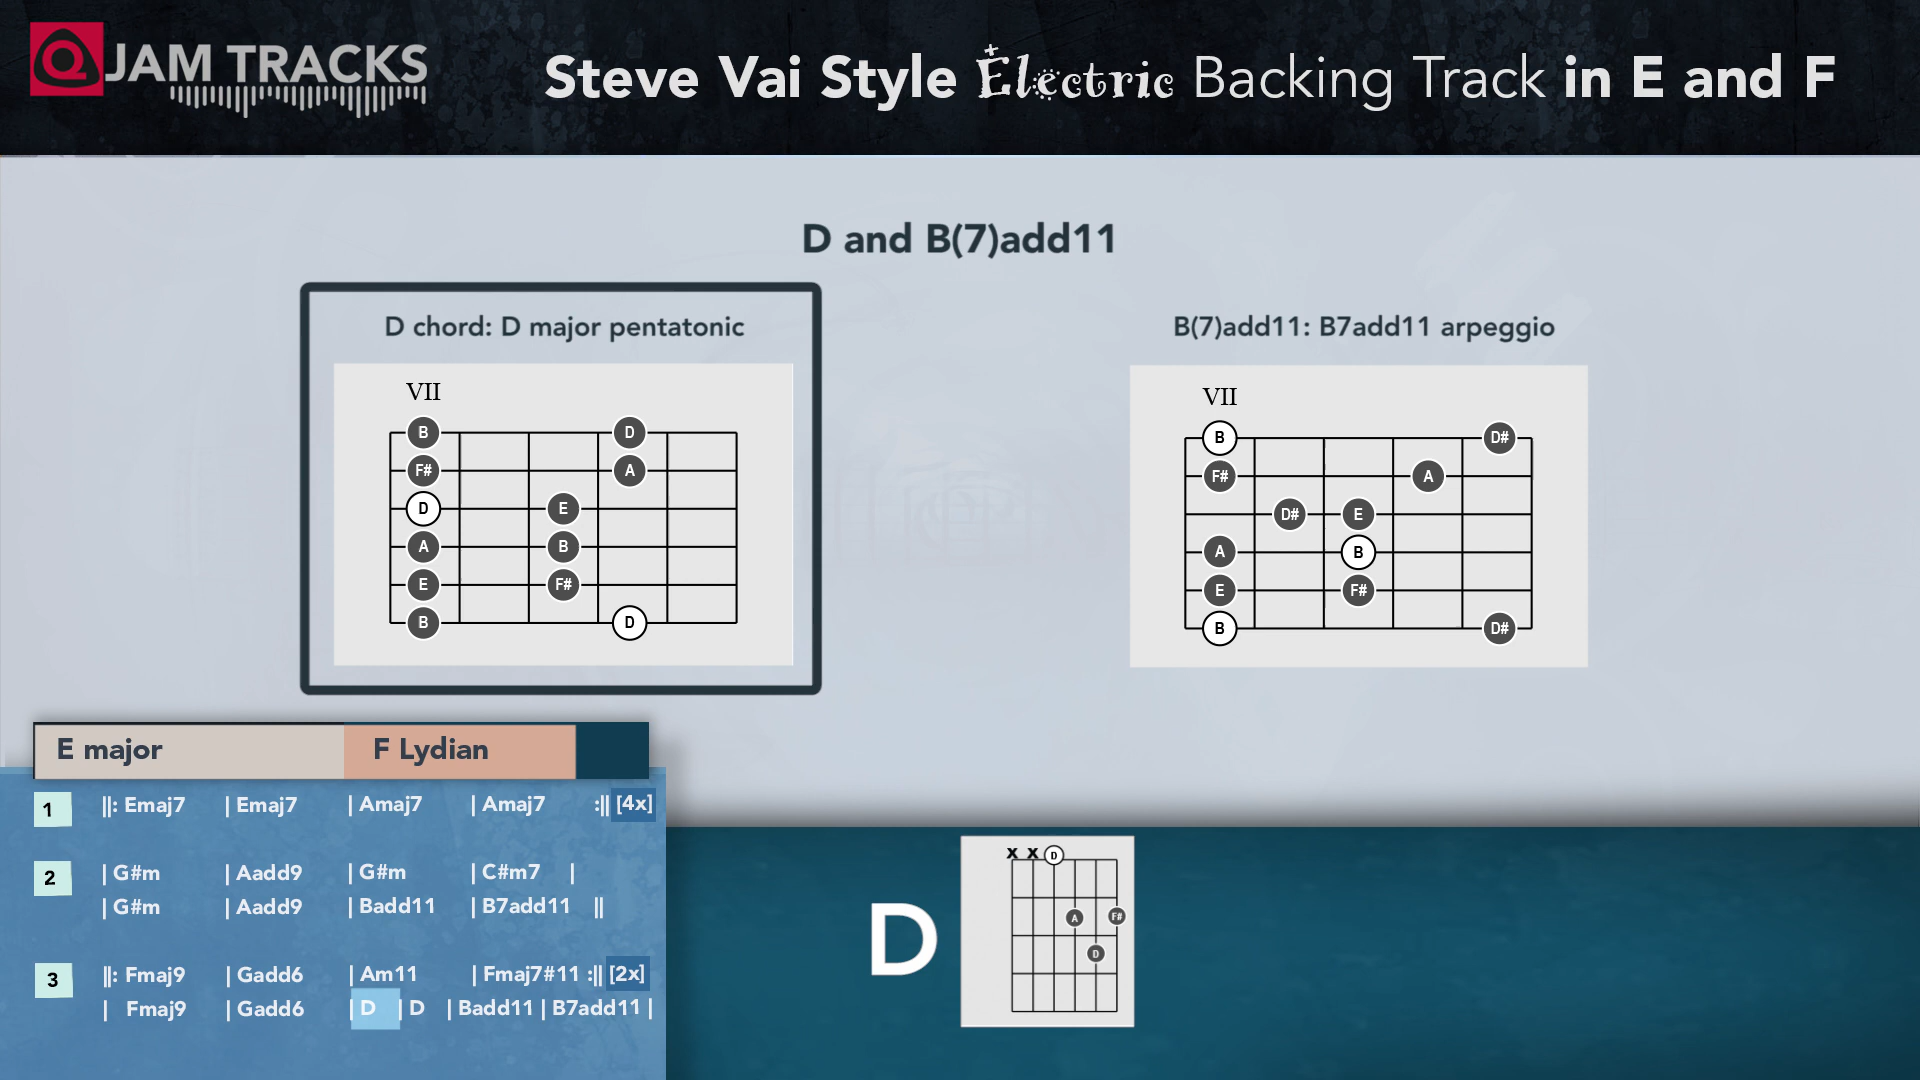 Q JAM TRACKS
Steve Vai Style Electric Backing Track in E and F
D and B(7)add11
D chord: D major pentatonic
VII
B D
F# A
D E
A B
E F#
B D
B(7)add11: B7add11 arpeggio
VII
B D#
F# A
D# E
A B
E F#
B D#
E major F Lydian
1 ||: Emaj7 | Emaj7 | Amaj7 | Amaj7 :|| [4x]
2 | G#m | Aadd9 | G#m | C#m7 |
| G#m | Aadd9 | Badd11 | B7add11 ||
3 ||: Fmaj9 | Gadd6 | Am11 | Fmaj7#11 :|| [2x]
| Fmaj9 | Gadd6 | D | D | Badd11 | B7add11 |
D
x x D
A F#
D